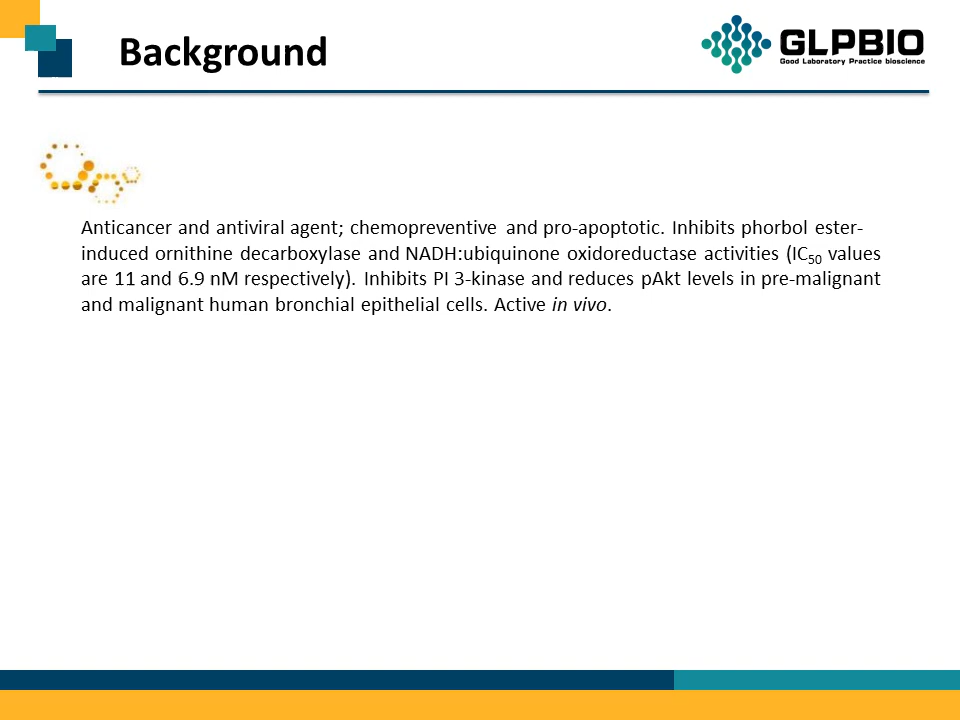 Background
GLPBIO
Good Laboratory Practice bioscience
Anticancer and antiviral agent; chemopreventive and pro-apoptotic. Inhibits phorbol ester-
induced ornithine decarboxylase and NADH:ubiquinone oxidoreductase activities (IC50 values
are 11 and 6.9 nM respectively). Inhibits PI 3-kinase and reduces pAkt levels in pre-malignant
and malignant human bronchial epithelial cells. Active in vivo.